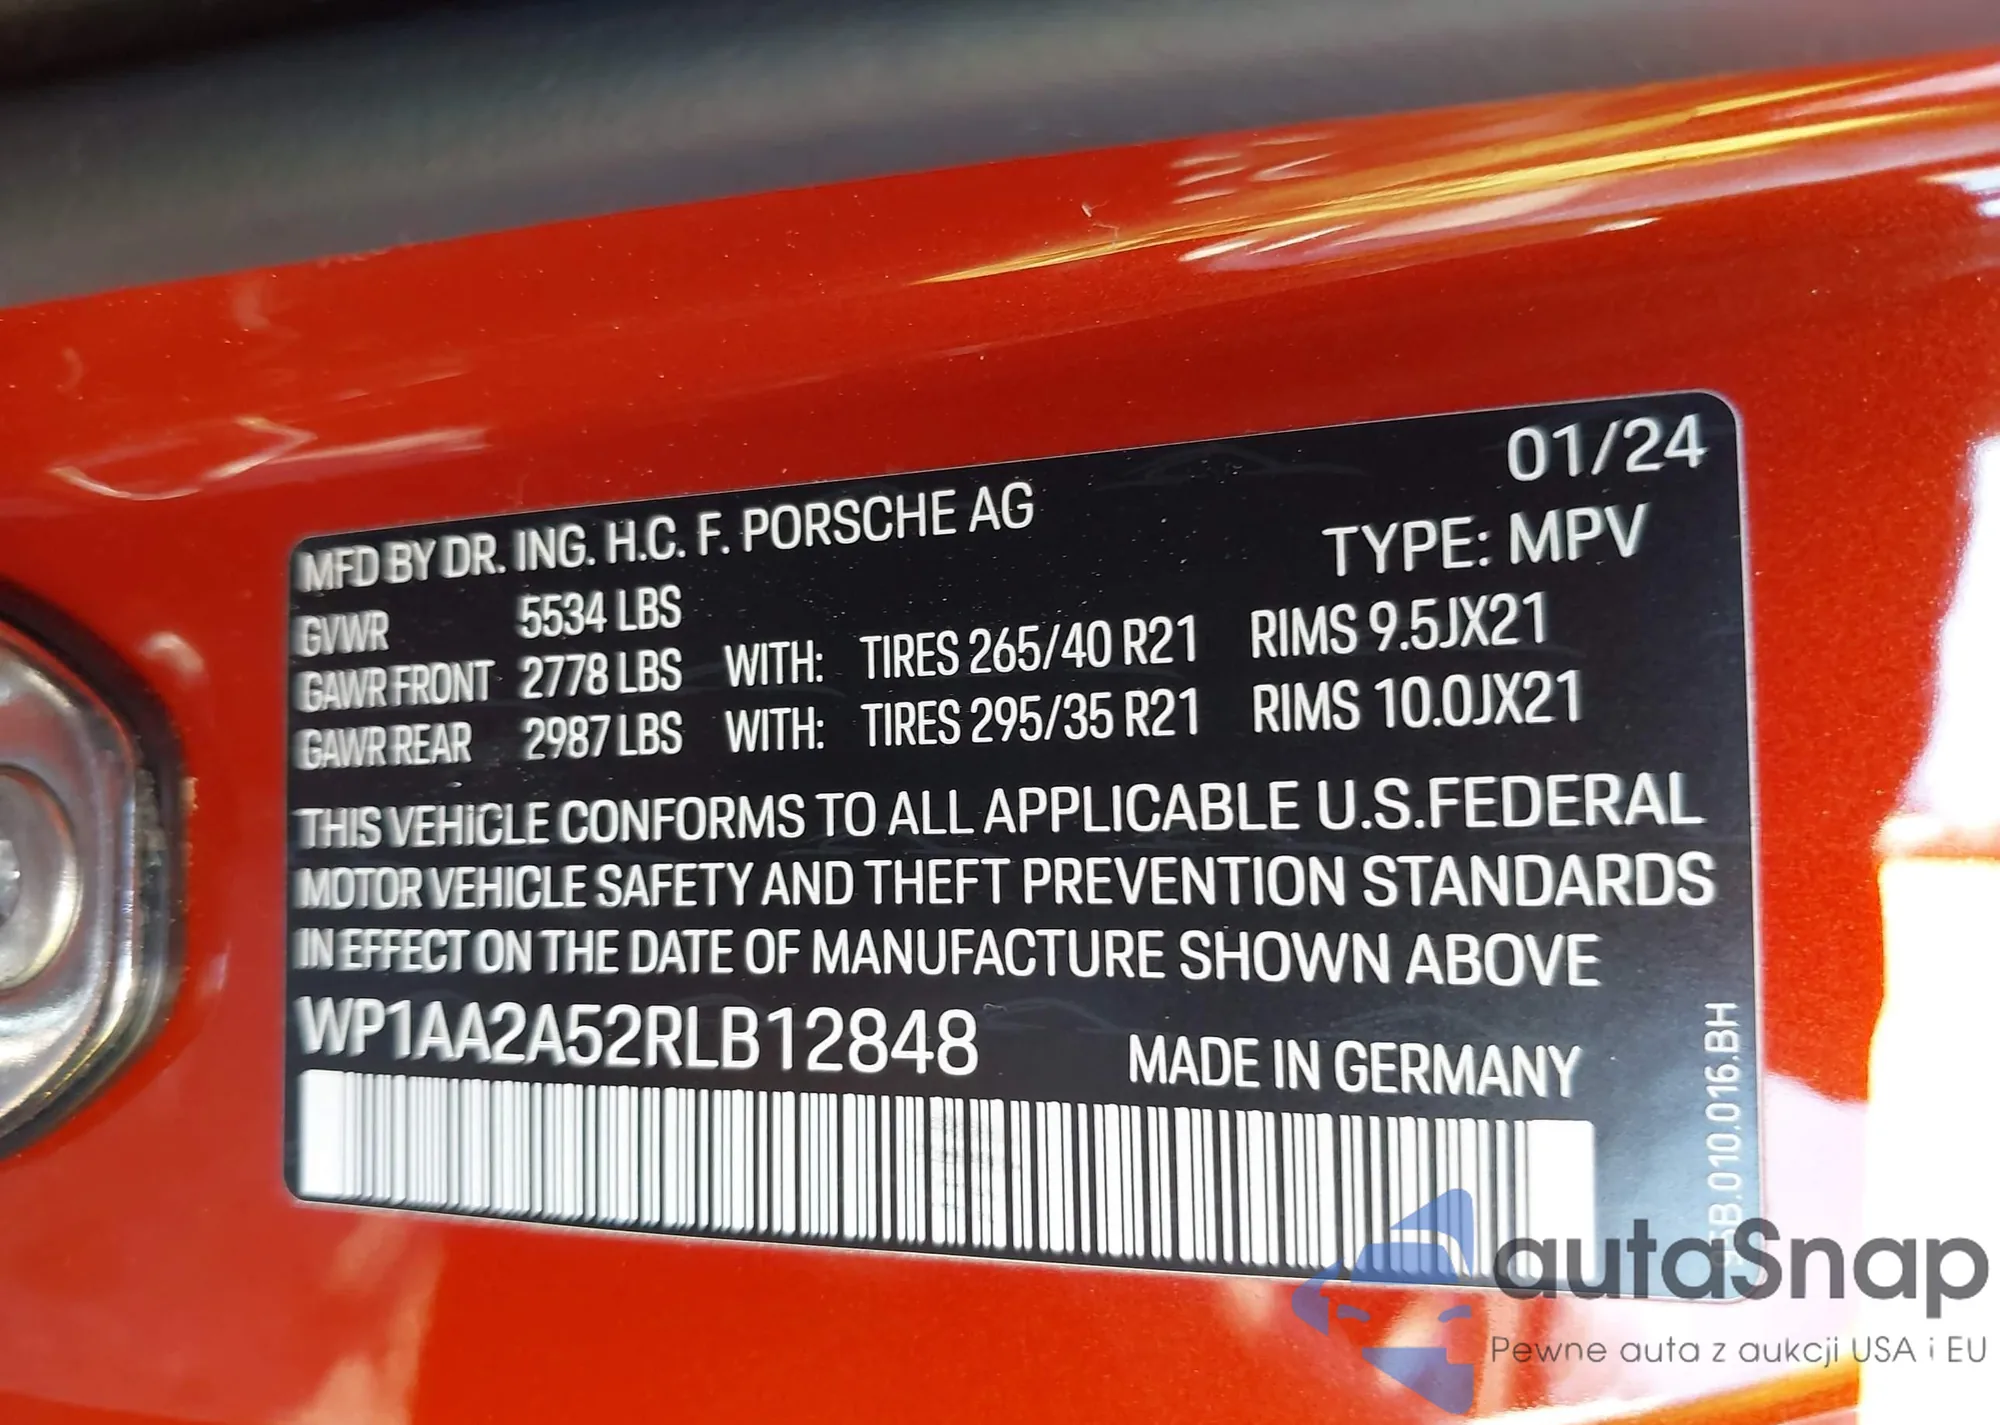 01/24
MFD BY DR. ING. H.C. F. PORSCHE AG
TYPE: MPV
GVWR 5534 LBS
GAWR FRONT 2778 LBS WITH: TIRES 265/40 R21 RIMS 9.5JX21
GAWR REAR 2987 LBS WITH: TIRES 295/35 R21 RIMS 10.0JX21
THIS VEHICLE CONFORMS TO ALL APPLICABLE U.S.FEDERAL
MOTOR VEHICLE SAFETY AND THEFT PREVENTION STANDARDS
IN EFFECT ON THE DATE OF MANUFACTURE SHOWN ABOVE
WP1AA2A52RLB12848
MADE IN GERMANY
autaSnap
Pewne auta z aukcji USA i EU